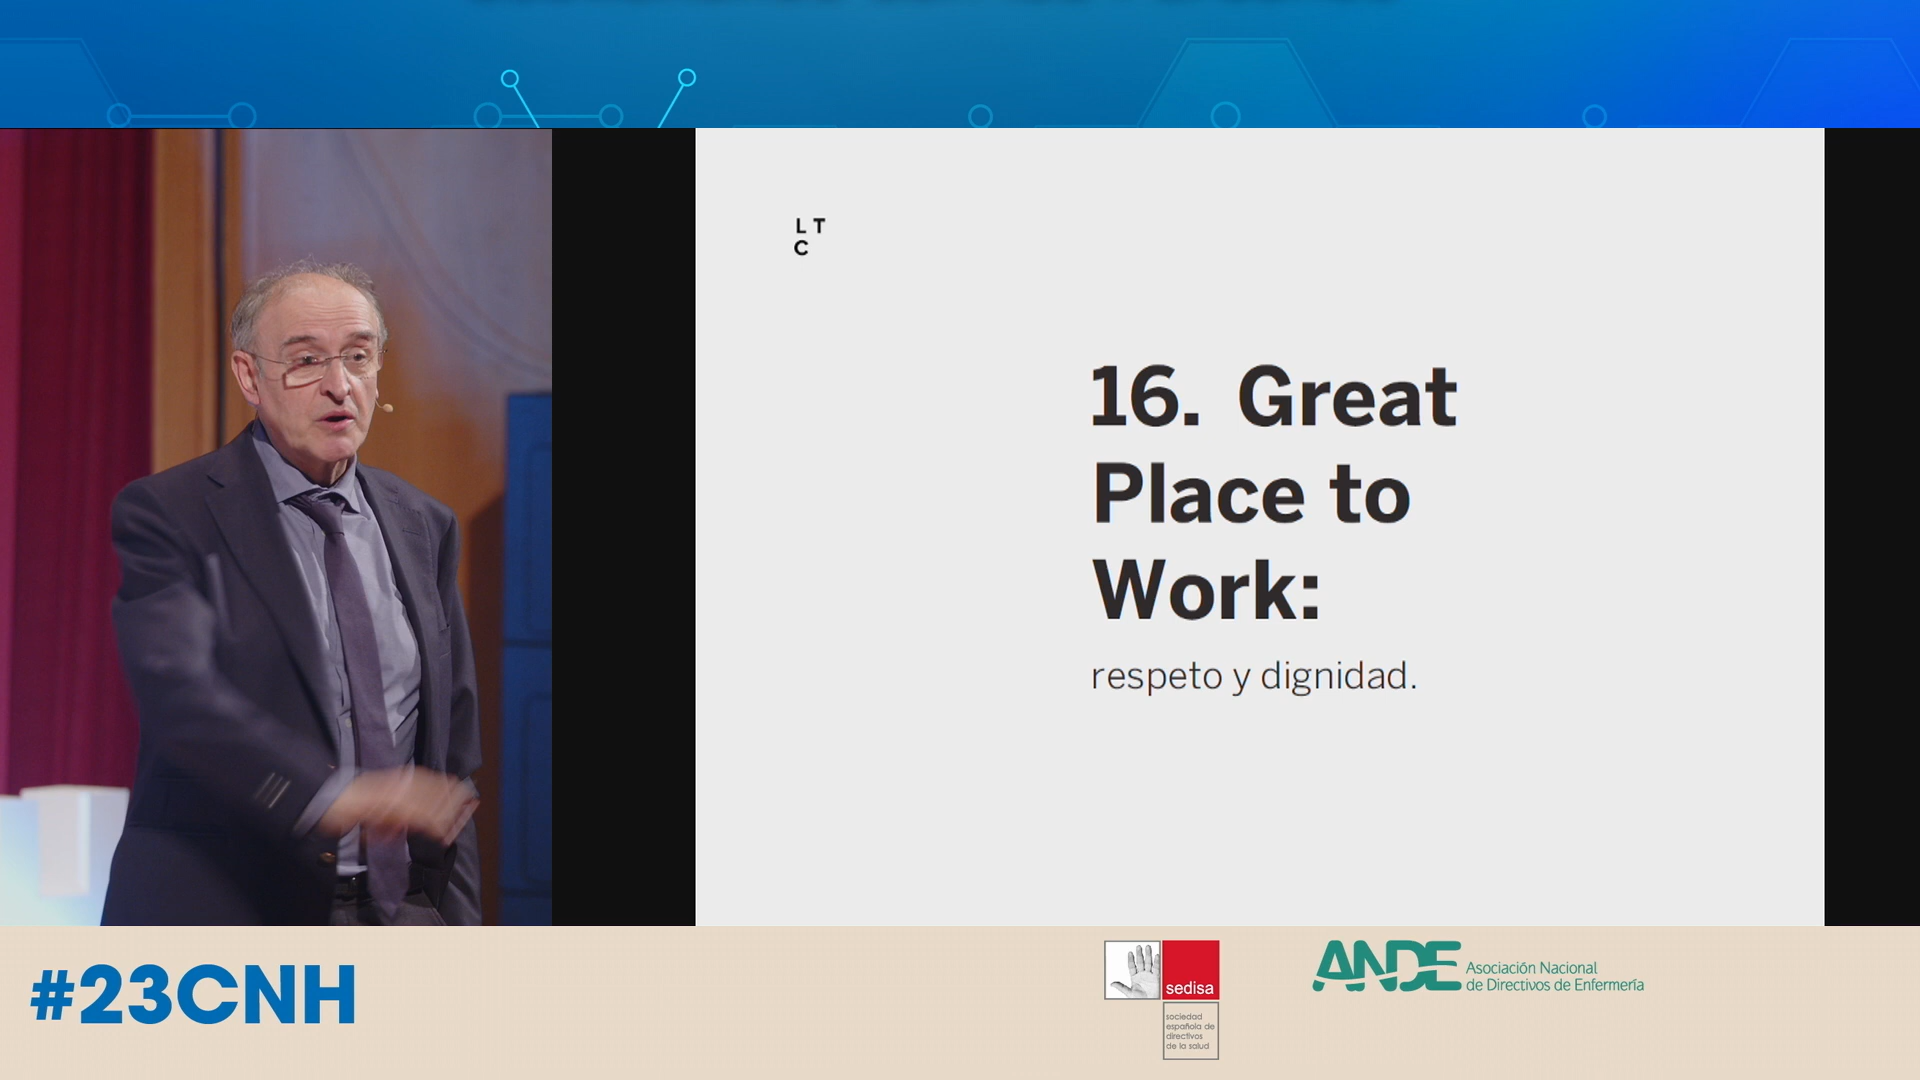 L T
C
16. Great
Place to
Work:
respeto y dignidad.
#23CNH
sedisa
sociedad
española de
directivos
de la salud
ANDE
Asociación Nacional
de Directivos de Enfermería